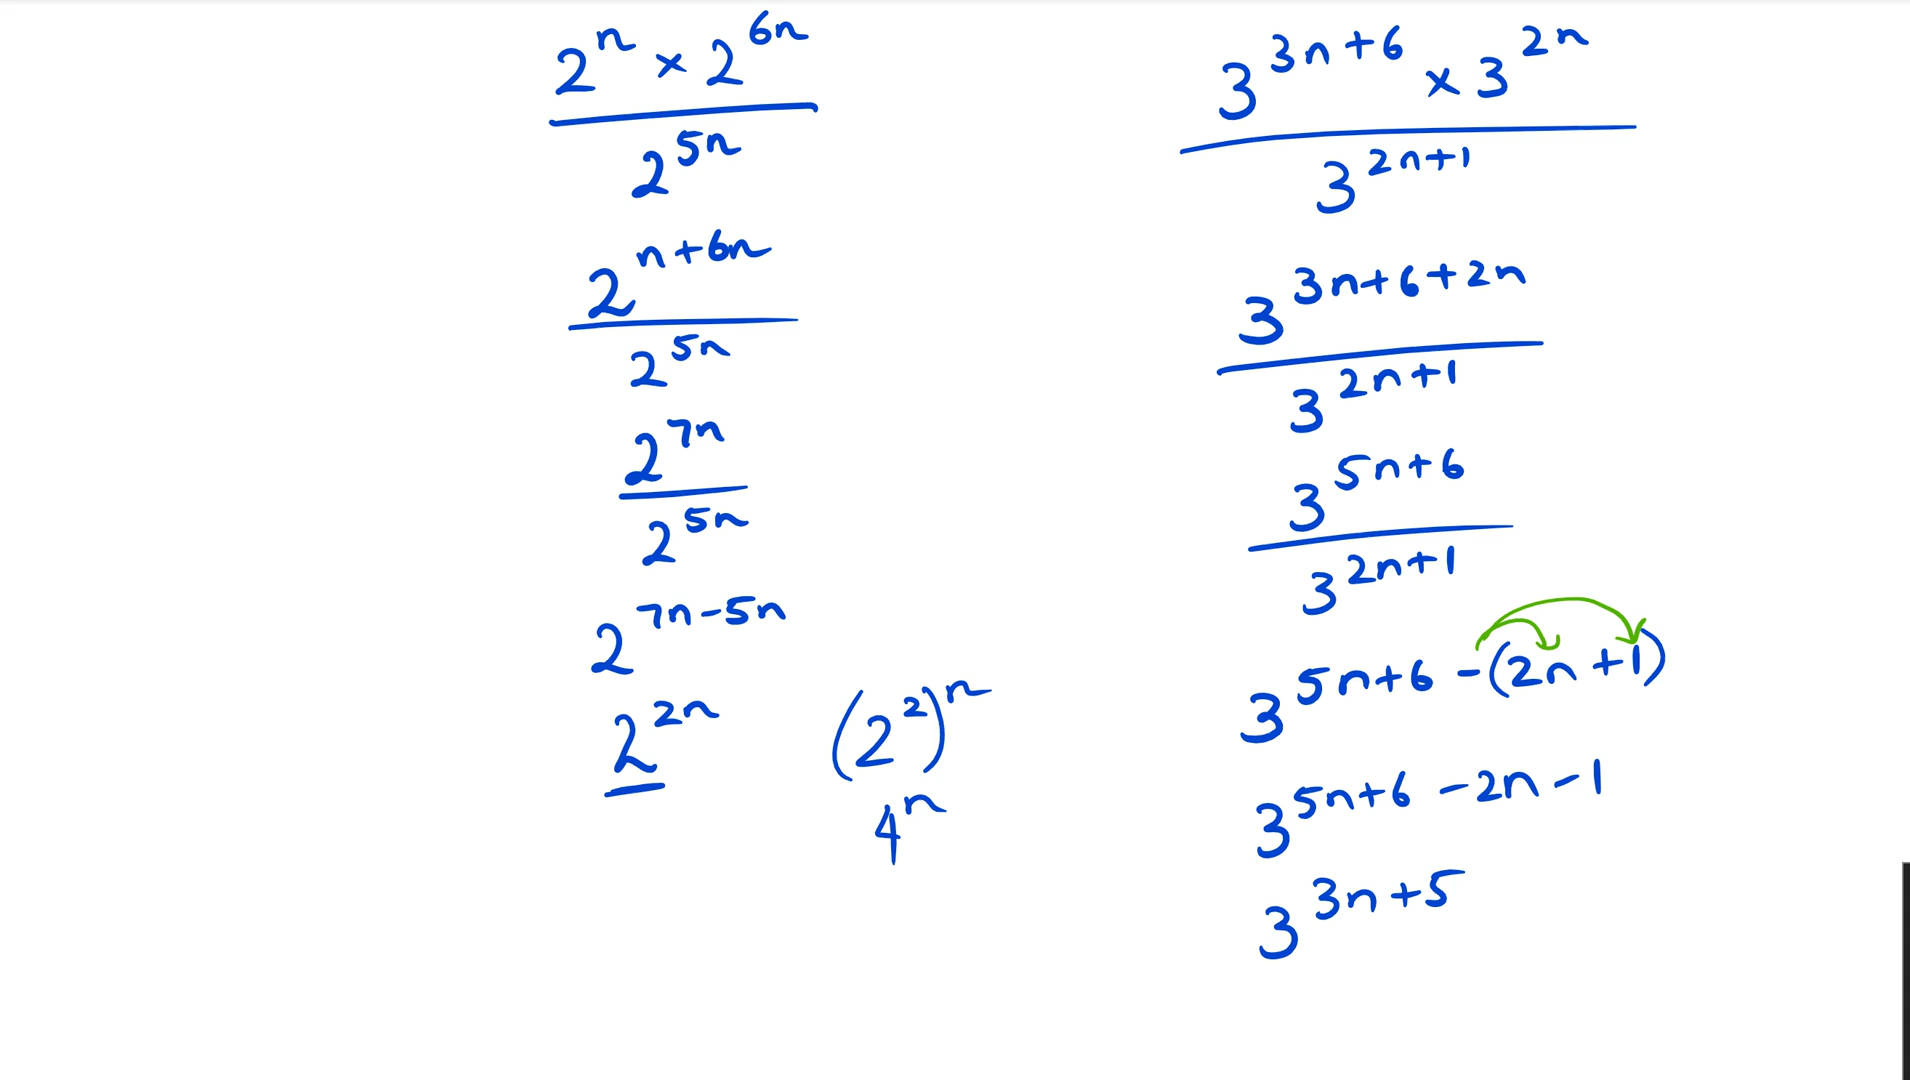 2^n × 2^6n
2^5n
2^n+6n
2^5n
2^7n
2^5n
2^7n-5n
2^2n
(2^2)^n
4^n
3^3n+6 × 3^2n
3^2n+1
3^3n+6+2n
3^2n+1
3^5n+6
3^2n+1
3^5n+6-(2n+1)
3^5n+6-2n-1
3^3n+5